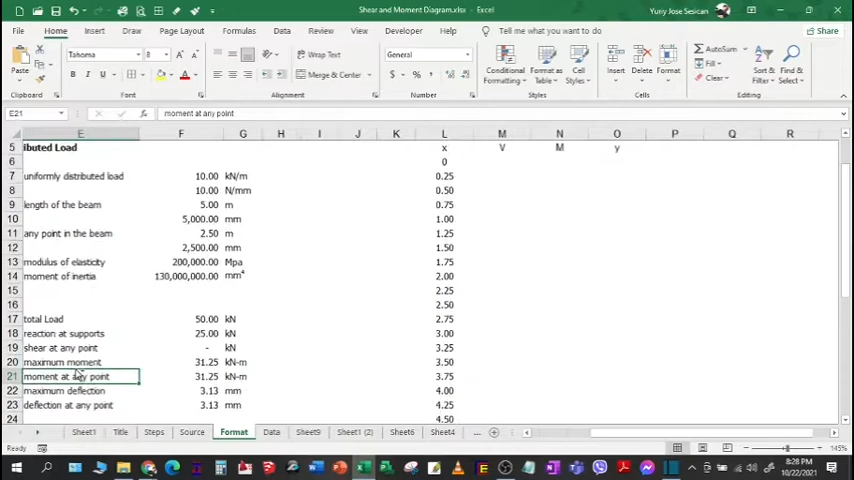 Shear and Moment Diagram.xlsx - Excel
Yuriy Jose Sesican
File Home Insert Draw Page Layout Formulas Data Review View Developer Help Tell me what you want to do Share
Paste
Tahoma 8
B I U
Wrap Text
Merge & Center
General
$ %
Conditional Formatting
Format as Table
Cell Styles
Insert Delete Format
AutoSum
Fill
Clear
Sort & Filter
Find & Select
Clipboard Font Alignment Number Styles Cells Editing
E21 fx moment at any point
E F G H I J K L M N O P Q R
5 ibuted Load x V M y
6 0
7 uniformly distributed load 10.00 kN/m 0.25
8 10.00 N/mm 0.50
9 length of the beam 5.00 m 0.75
10 5,000.00 mm 1.00
11 any point in the beam 2.50 m 1.25
12 2,500.00 mm 1.50
13 modulus of elasticity 200,000.00 Mpa 1.75
14 moment of inertia 130,000,000.00 mm⁴ 2.00
15 2.25
16 2.50
17 total Load 50.00 kN 2.75
18 reaction at supports 25.00 kN 3.00
19 shear at any point - kN 3.25
20 maximum moment 31.25 kN-m 3.50
21 moment at any point 31.25 kN-m 3.75
22 maximum deflection 3.13 mm 4.00
23 deflection at any point 3.13 mm 4.25
24 4.50
Sheet1 Title Steps Source Format Data Sheet9 Sheet1 (2) Sheet6 Sheet4 ...
Ready 145%
8:28 PM
10/22/2021